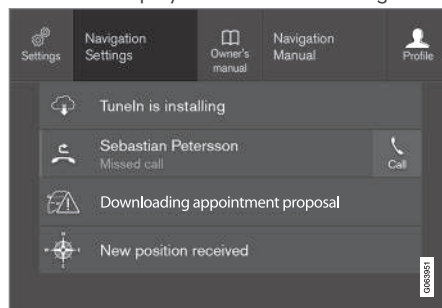 Settings
Navigation
Settings
Owner's
manual
Navigation
Manual
Profile
TuneIn is installing
Sebastian Petersson
Missed call
Call
Downloading appointment proposal
New position received
G063951